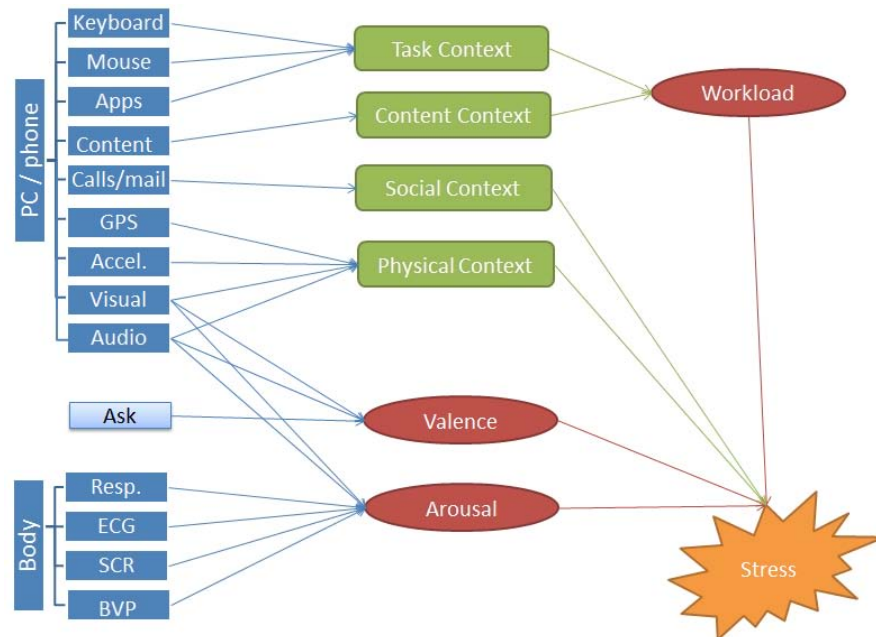 PC / phone
Keyboard
Mouse
Apps
Content
Calls/mail
GPS
Accel.
Visual
Audio
Ask
Body
Resp.
ECG
SCR
BVP
Task Context
Content Context
Social Context
Physical Context
Valence
Arousal
Workload
Stress